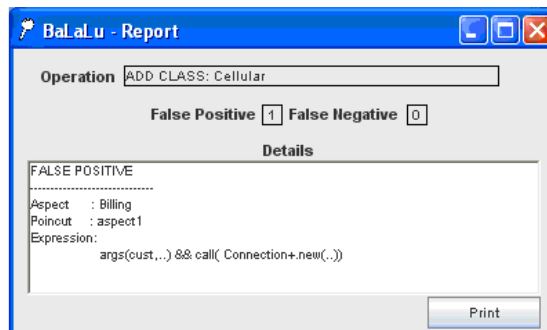 BaLaLu - Report
Operation ADD CLASS: Cellular
False Positive 1 False Negative 0
Details
FALSE POSITIVE
----------------------------
Aspect : Billing
Poincut : aspect1
Expression:
args(cust,..) && call( Connection+.new(..))
Print